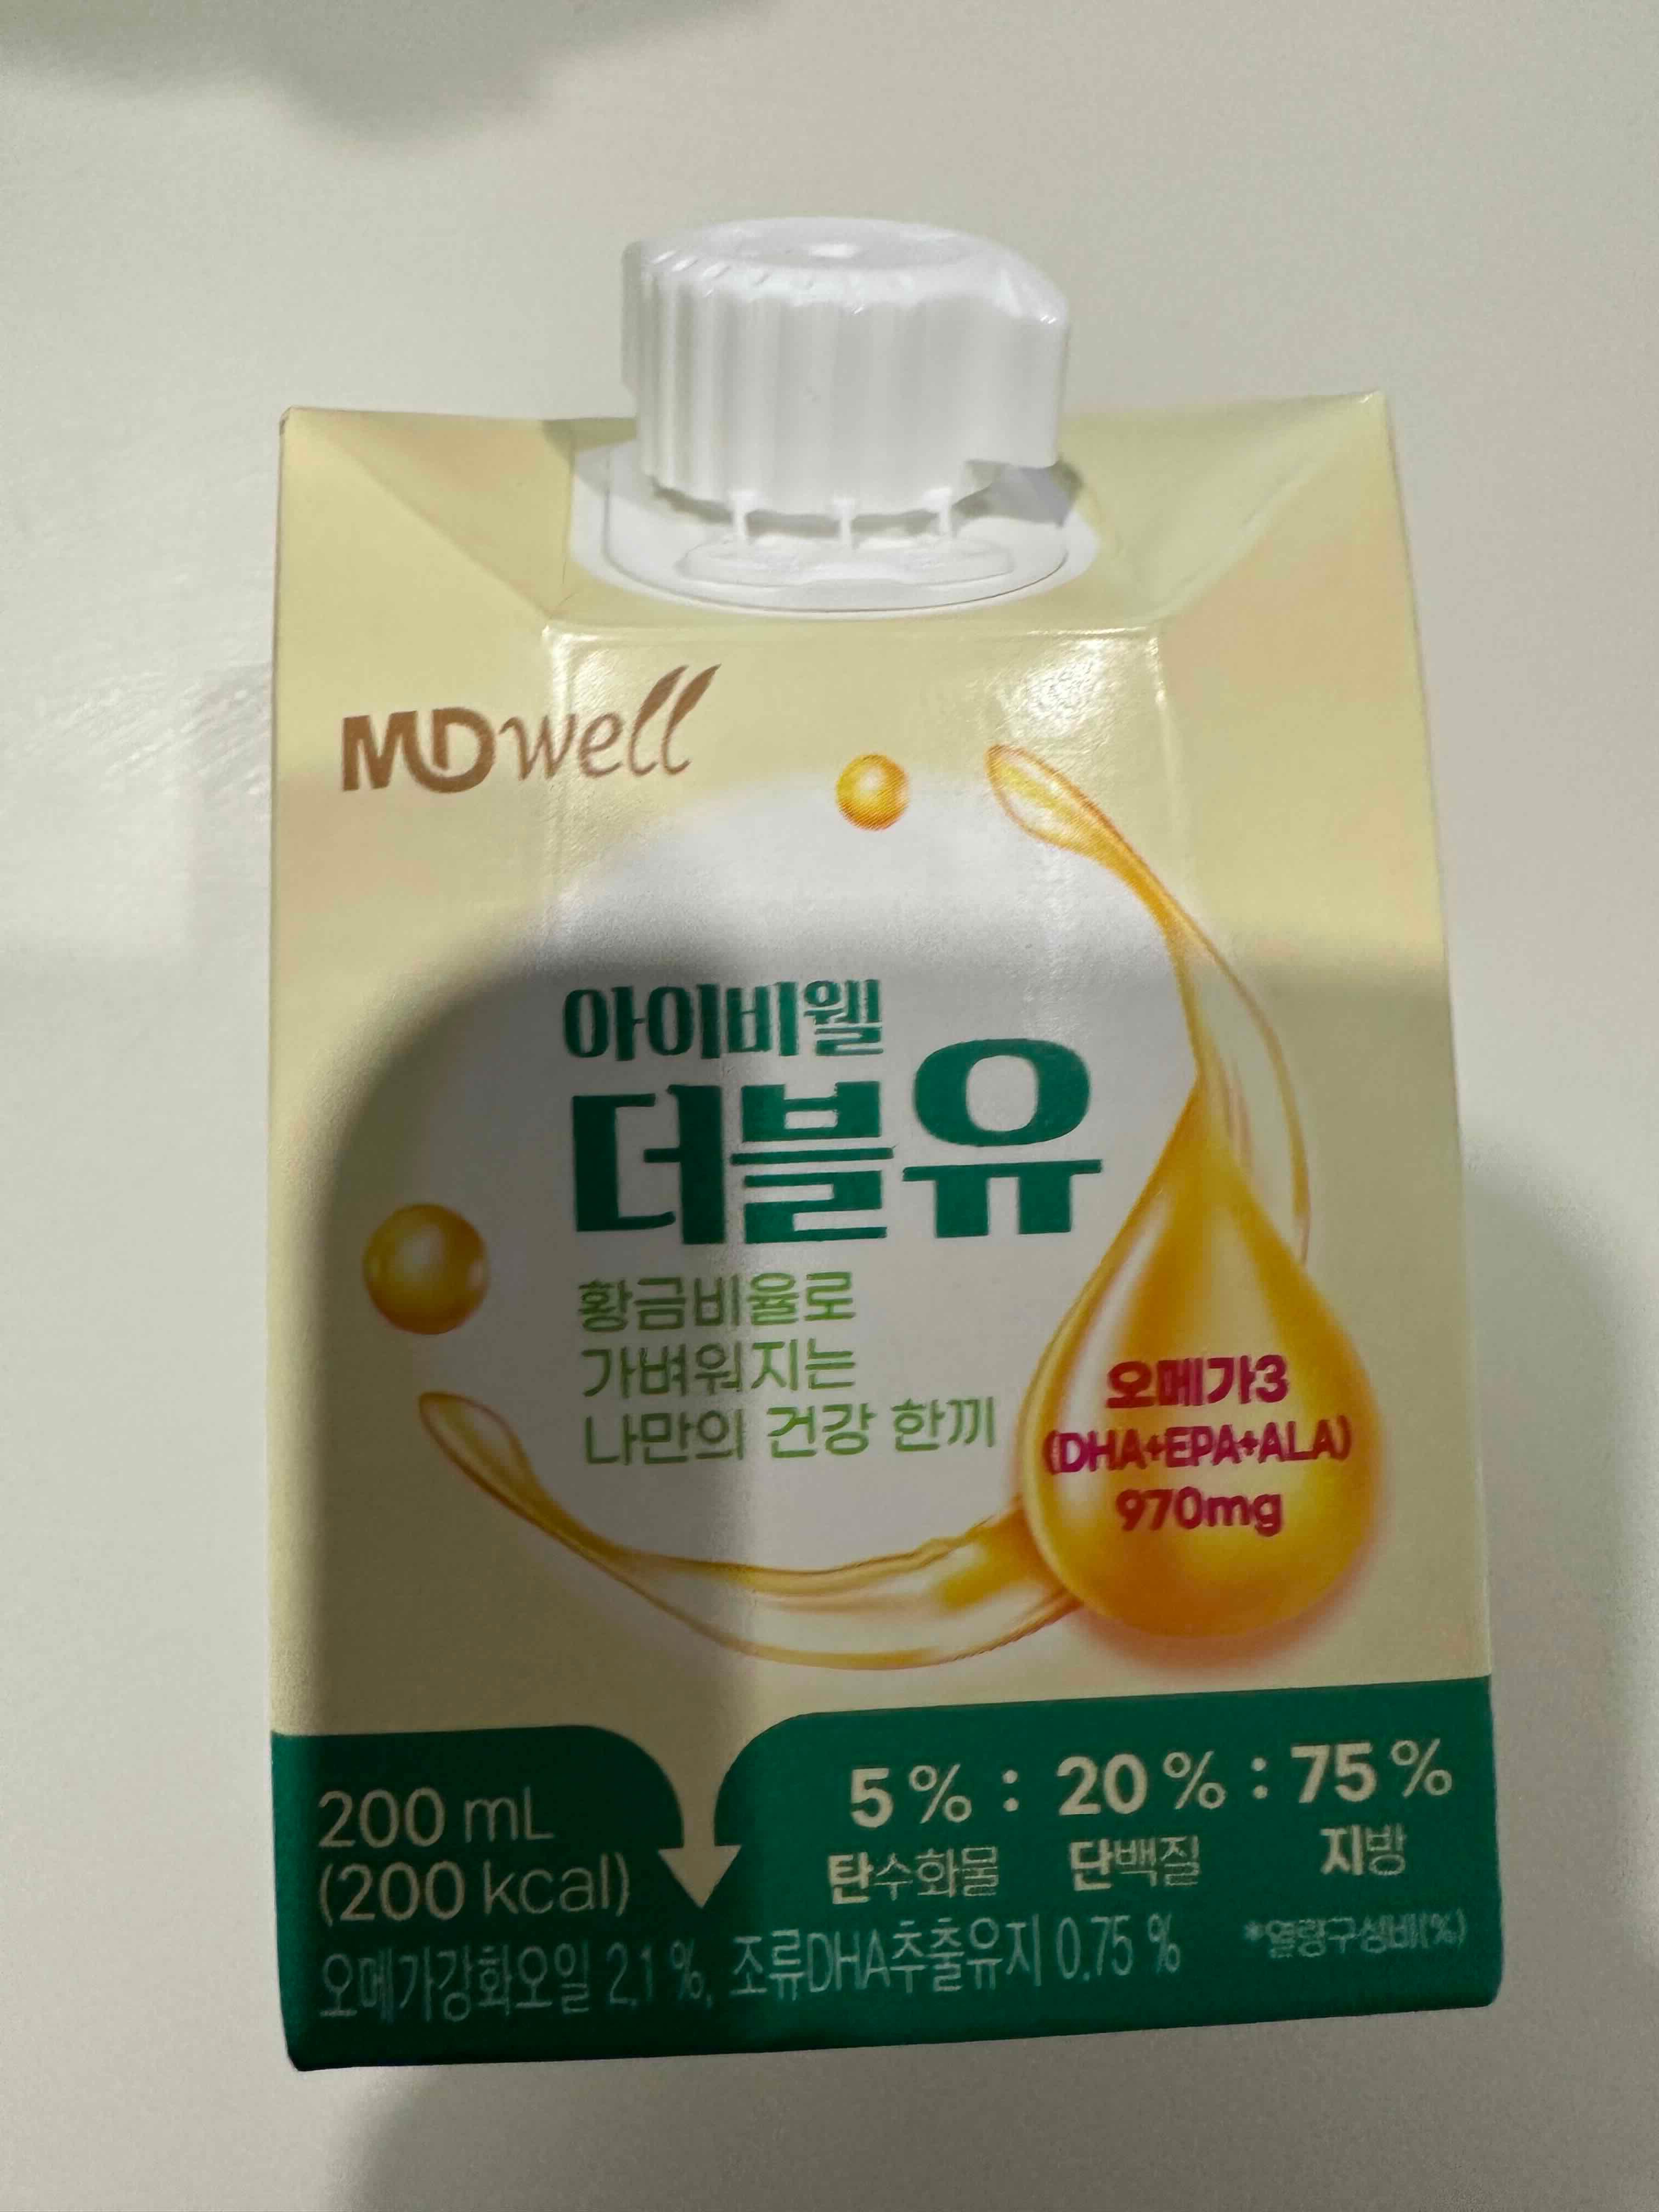 MDwell
아이비웰
더블유
황금비율로
가벼워지는
나만의 건강 한끼
오메가3
(DHA+EPA+ALA)
970mg
200 mL
(200 kcal)
5 % : 20 % : 75 %
탄수화물 단백질 지방
*열량구성비(%)
오메가강화오일 2.1 %, 조류DHA추출유지 0.75 %